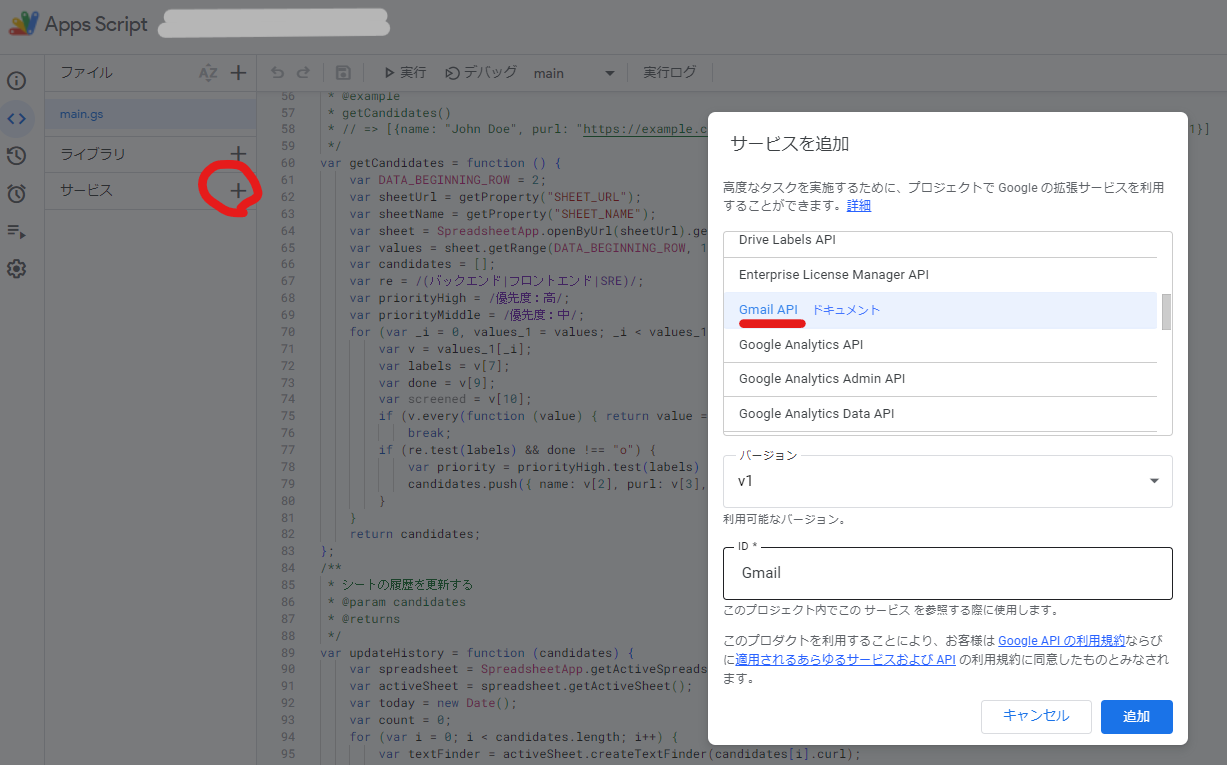 Apps Script
ファイル
AZ
実行
デバッグ
main
実行ログ
main.gs
ライブラリ
サービス
56 * @example
57 * getCandidates()
58 * // => [{name: "John Doe", purl: "https://example.c 1}]
59 */
60 var getCandidates = function () {
61 var DATA_BEGINNING_ROW = 2;
62 var sheetUrl = getProperty("SHEET_URL");
63 var sheetName = getProperty("SHEET_NAME");
64 var sheet = SpreadsheetApp.openByUrl(sheetUrl).ge
65 var values = sheet.getRange(DATA_BEGINNING_ROW, 1
66 var candidates = [];
67 var re = /(バックエンド|フロントエンド|SRE)/;
68 var priorityHigh = /優先度：高/;
69 var priorityMiddle = /優先度：中/;
70 for (var _i = 0, values_1 = values; _i < values_1
71 var v = values_1[_i];
72 var labels = v[7];
73 var done = v[9];
74 var screened = v[10];
75 if (v.every(function (value) { return value =
76 break;
77 if (re.test(labels) && done !== "o") {
78 var priority = priorityHigh.test(labels)
79 candidates.push({ name: v[2], purl: v[3],
80 }
81 }
82 return candidates;
83 };
84 /**
85 * シートの履歴を更新する
86 * @param candidates
87 * @returns
88 */
89 var updateHistory = function (candidates) {
90 var spreadsheet = SpreadsheetApp.getActiveSpreads
91 var activeSheet = spreadsheet.getActiveSheet();
92 var today = new Date();
93 var count = 0;
94 for (var i = 0; i < candidates.length; i++) {
95 var textFinder = activeSheet.createTextFinder(candidates[i].curl);
サービスを追加
高度なタスクを実施するために、プロジェクトで Google の拡張サービスを利用
することができます。詳細
Drive Labels API
Enterprise License Manager API
Gmail API ドキュメント
Google Analytics API
Google Analytics Admin API
Google Analytics Data API
バージョン
v1
利用可能なバージョン。
ID *
Gmail
このプロジェクト内でこの サービス を参照する際に使用します。
このプロダクトを利用することにより、お客様は Google API の利用規約ならび
に適用されるあらゆるサービスおよび API の利用規約に同意したものとみなされ
ます。
キャンセル
追加